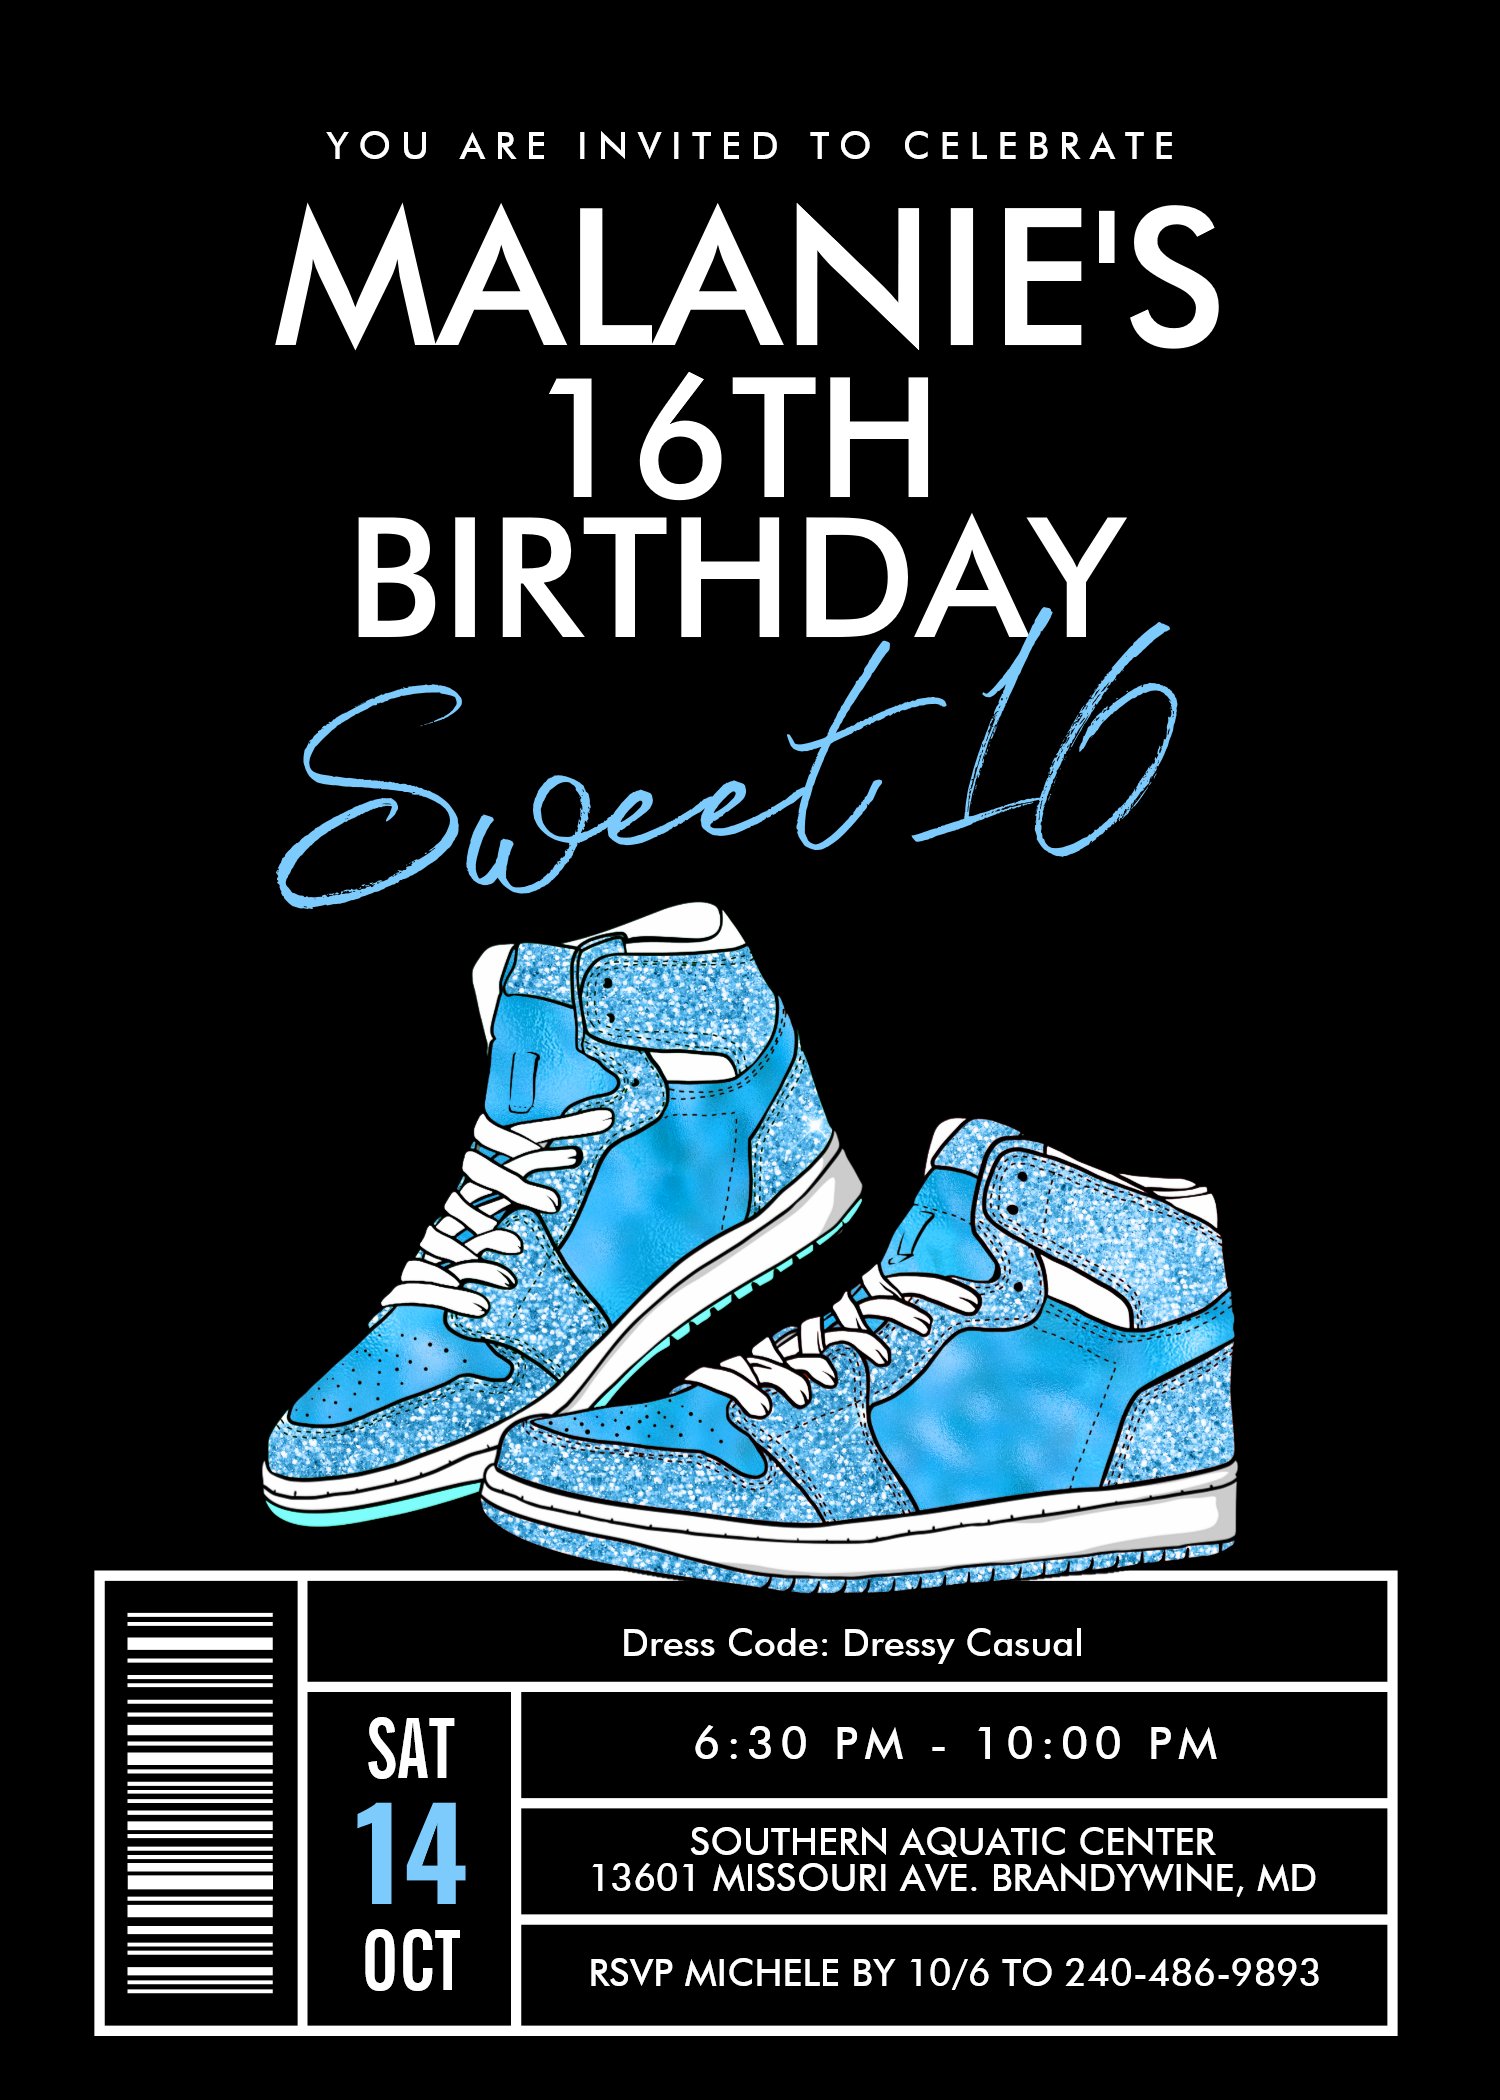 YOU ARE INVITED TO CELEBRATE
MALANIE'S
16TH
BIRTHDAY
Sweet 16
Dress Code: Dressy Casual
SAT
14
OCT
6:30 PM - 10:00 PM
SOUTHERN AQUATIC CENTER
13601 MISSOURI AVE. BRANDYWINE, MD
RSVP MICHELE BY 10/6 TO 240-486-9893